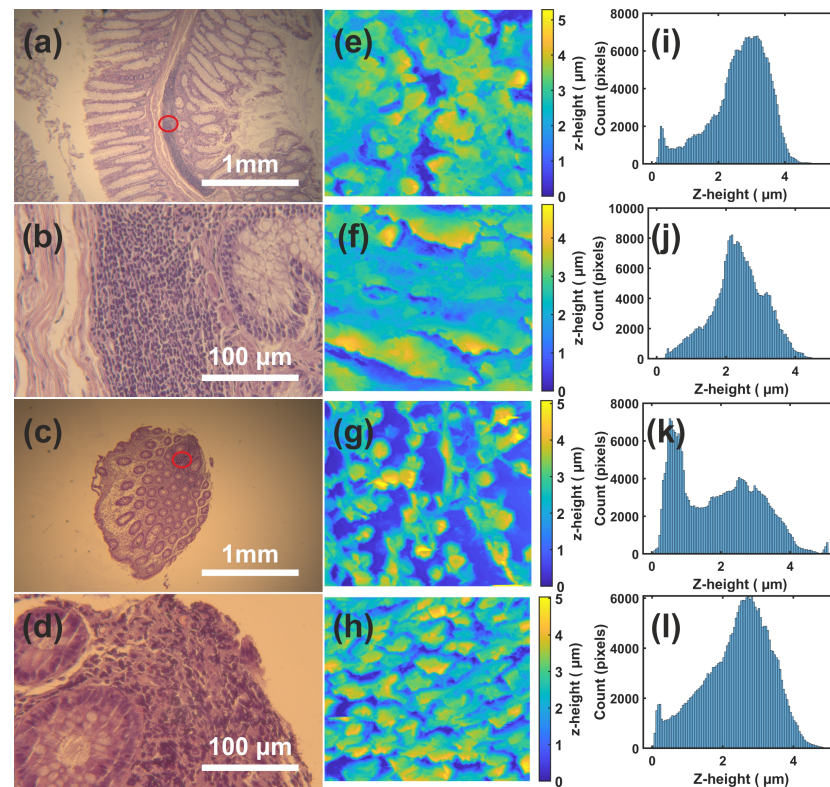 (a)
1mm
(b)
100 μm
(c)
1mm
(d)
100 μm
(e)
5
4
3
2
1
0
z-height ( μm)
(f)
4
3
2
1
0
z-height ( μm)
(g)
5
4
3
2
1
0
z-height ( μm)
(h)
5
4
3
2
1
0
z-height ( μm)
(i)
8000
6000
4000
2000
0
Count (pixels)
0 2 4
Z-height ( μm)
(j)
10000
8000
6000
4000
2000
0
Count (pixels)
0 2 4
Z-height ( μm)
(k)
8000
6000
4000
2000
0
Count (pixels)
0 2 4
Z-height ( μm)
(l)
6000
4000
2000
0
Count (pixels)
0 2 4
Z-height ( μm)